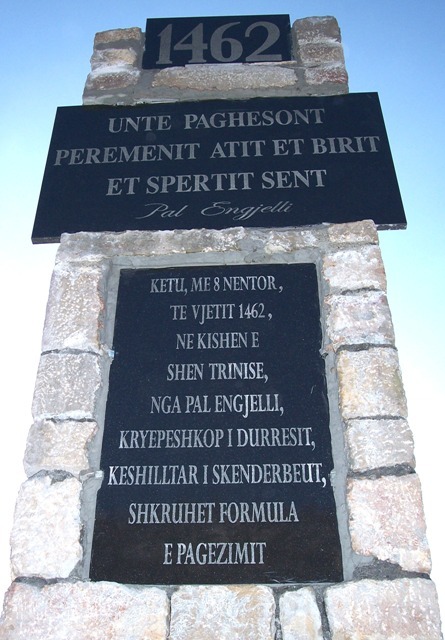 1462
UNTE PAGHESONT
PEREMENIT ATIT ET BIRIT
ET SPERTIT SENT
Pal Engjelli
KETU, ME 8 NENTOR,
TE VJETIT 1462,
NE KISHEN E
SHEN TRINISE,
NGA PAL ENGJELLI,
KRYEPESHKOP I DURRESIT,
KESHILLTAR I SKENDERBEUT,
SHKRUHET FORMULA
E PAGEZIMIT